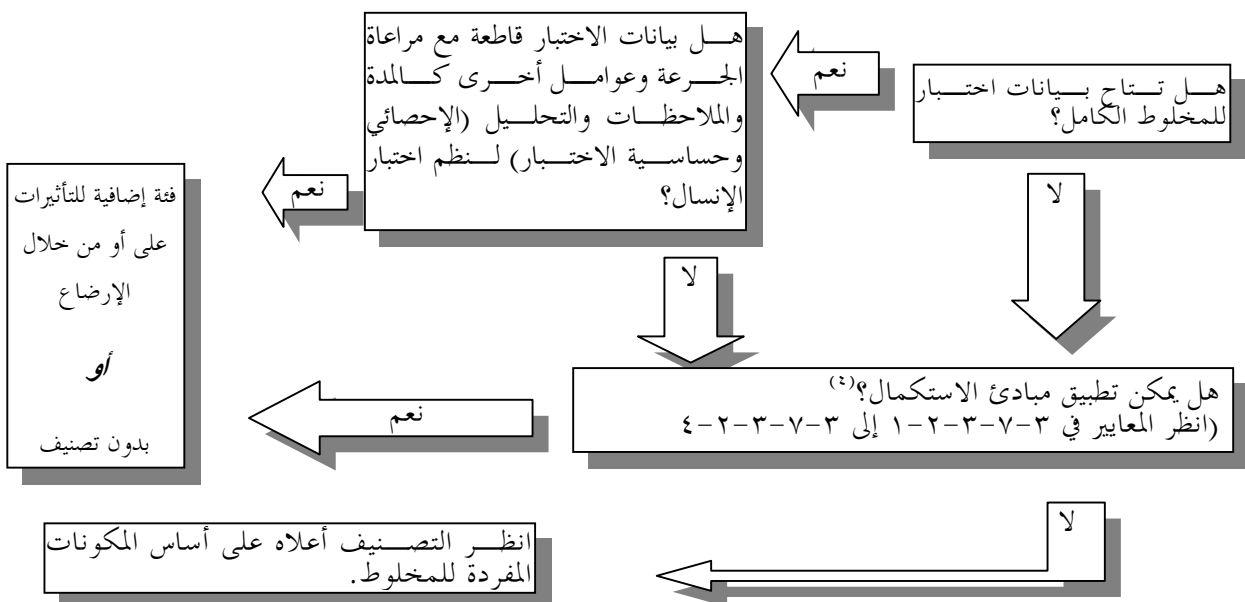 هل تتاح بيانات اختبار
للمخلوط الكامل؟
نعم
هل بيانات الاختبار قاطعة مع مراعاة
الجرعة وعوامل أخرى كالمدة
والملاحظات والتحليل (الإحصائي
وحساسية الاختبار) لنظم اختبار
الإنسال؟
نعم
فئة إضافية للتأثيرات
على أو من خلال
الإرضاع
أو
بدون تصنيف
لا
لا
هل يمكن تطبيق مبادئ الاستكمال؟(٤)
(انظر المعايير في ٣-٧-٣-٢-١ إلى ٣-٧-٣-٢-٤
نعم
لا
انظر التصنيف أعلاه على أساس المكونات
المفردة للمخلوط.